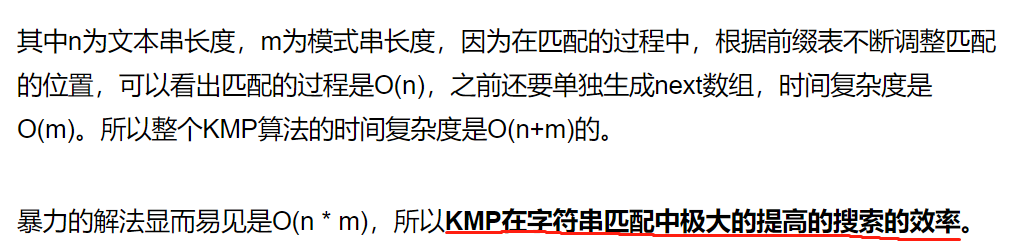 其中n为文本串长度，m为模式串长度，因为在匹配的过程中，根据前缀表不断调整匹配
的位置，可以看出匹配的过程是O(n)，之前还要单独生成next数组，时间复杂度是
O(m)。所以整个KMP算法的时间复杂度是O(n+m)的。
暴力的解法显而易见是O(n * m)，所以KMP在字符串匹配中极大的提高的搜索的效率。